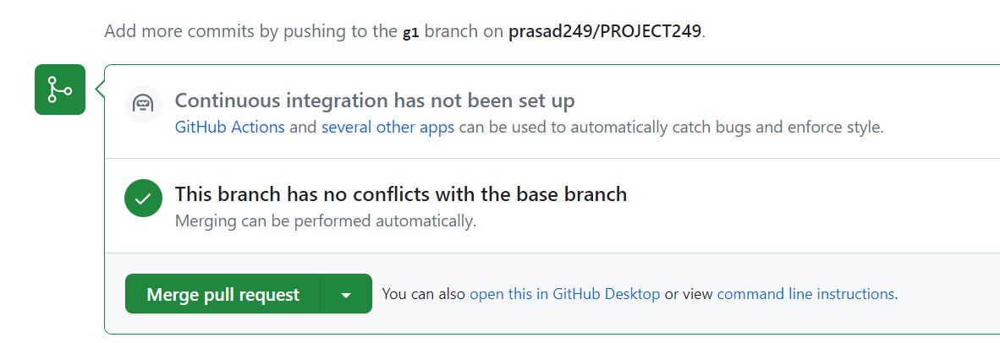 Add more commits by pushing to the g1 branch on prasad249/PROJECT249.
Continuous integration has not been set up
GitHub Actions and several other apps can be used to automatically catch bugs and enforce style.
This branch has no conflicts with the base branch
Merging can be performed automatically.
Merge pull request
You can also open this in GitHub Desktop or view command line instructions.